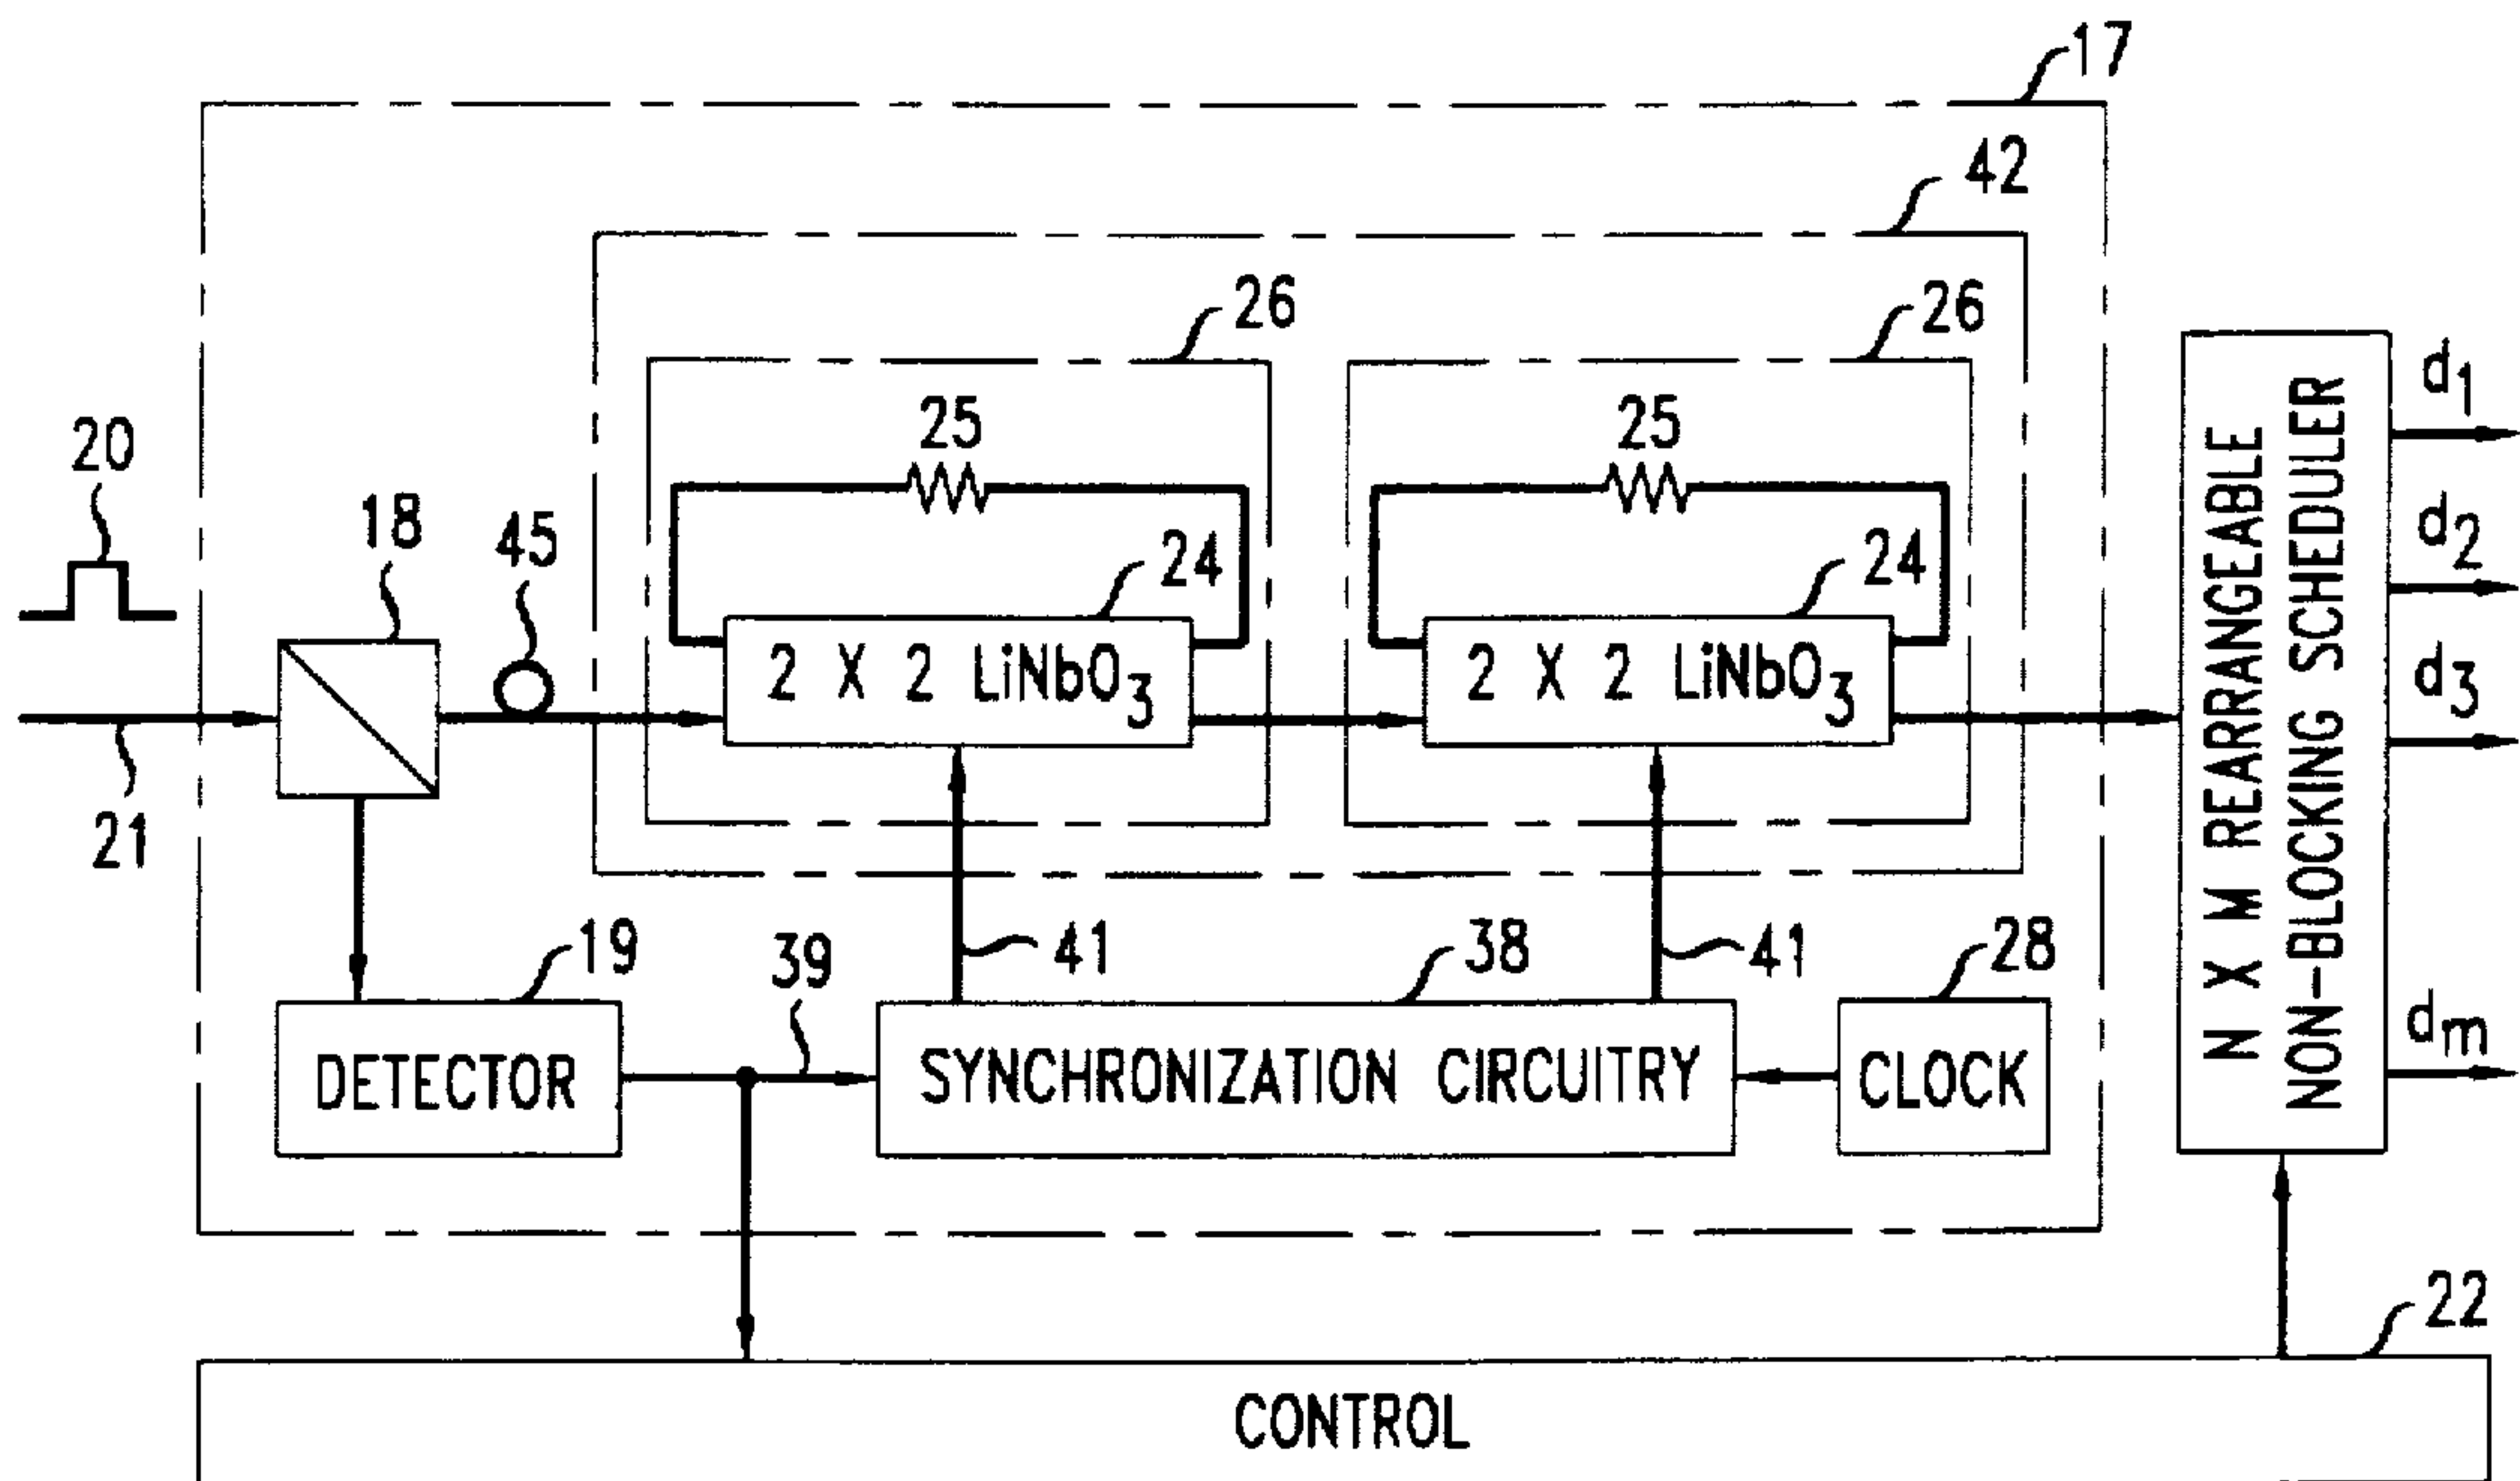 17
42
26
26
25
25
20
18
45
24
24
2 X 2 LiNbO3
2 X 2 LiNbO3
21
N X M REARRANGEABLE
NON-BLOCKING SCHEDULER
d1
d2
d3
dm
19
39
41
38
41
28
DETECTOR
SYNCHRONIZATION CIRCUITRY
CLOCK
22
CONTROL